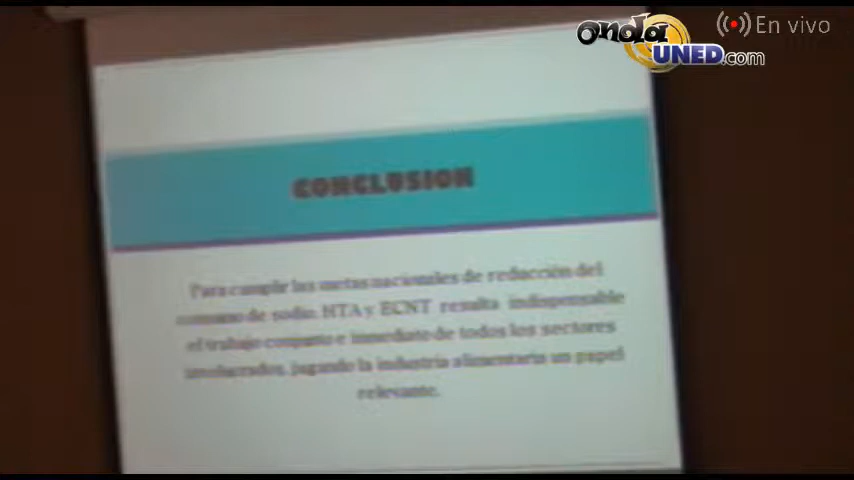 onda UNED.com
En vivo
CONCLUSION
Para cumplir las metas nacionales de reducción del
consumo de sodio, HTA y ECNT resulta indispensable
el trabajo conjunto e inmediato de todos los sectores
involucrados, jugando la industria alimentaria un papel
relevante.